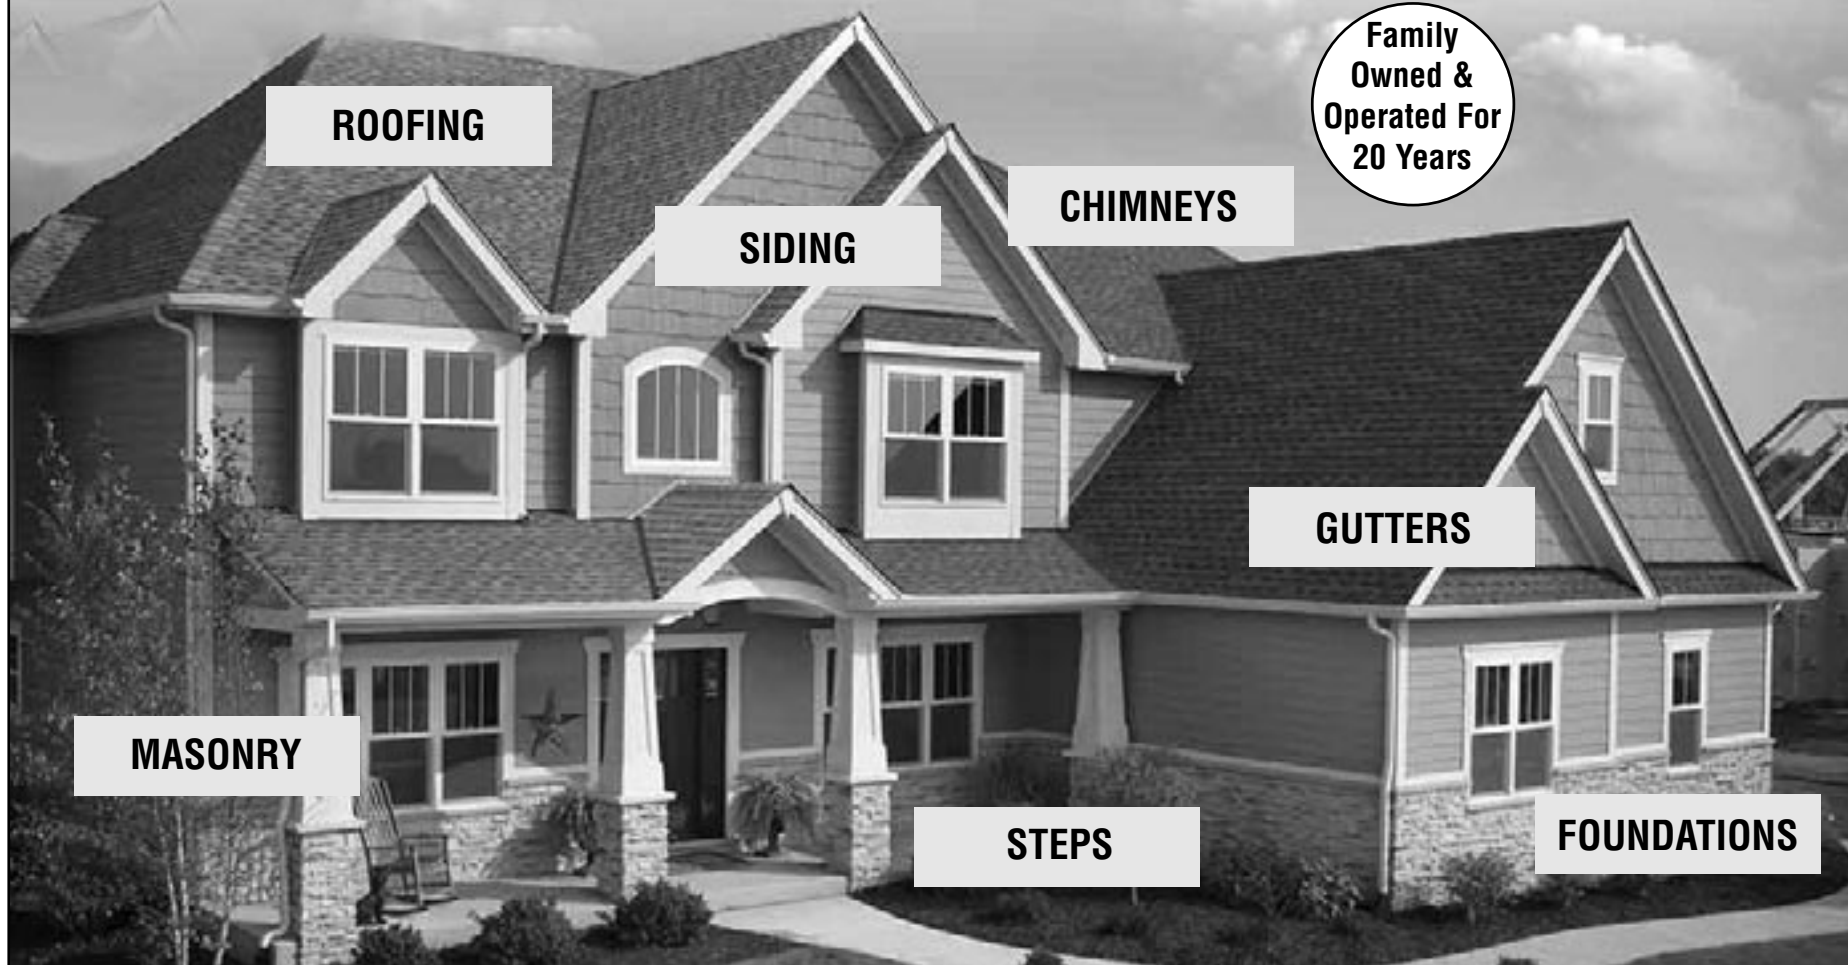 Family
Owned &
Operated For
20 Years
ROOFING
CHIMNEYS
SIDING
GUTTERS
MASONRY
STEPS
FOUNDATIONS